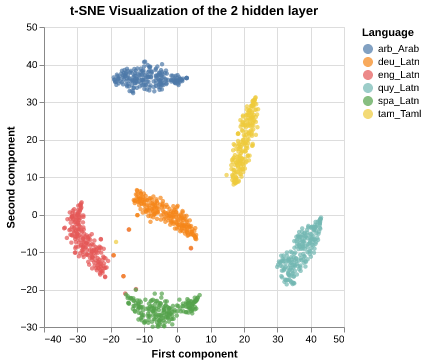 t-SNE Visualization of the 2 hidden layer
Second component
50
40
30
20
10
0
−10
−20
−30
−40 −30 −20 −10 0 10 20 30 40 50
First component
Language
arb_Arab
deu_Latn
eng_Latn
quy_Latn
spa_Latn
tam_Taml